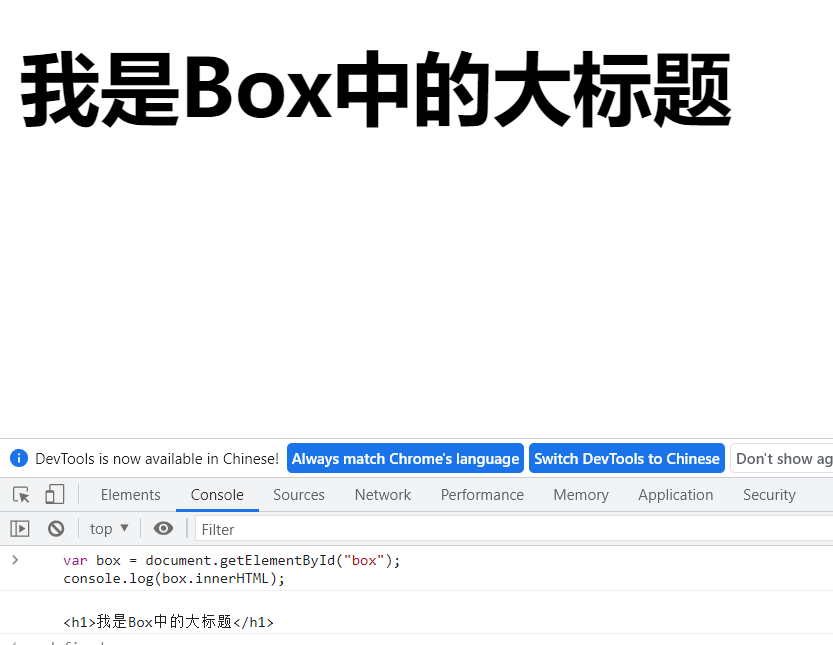 我是Box中的大标题
DevTools is now available in Chinese! Always match Chrome's language Switch DevTools to Chinese Don't show
Elements Console Sources Network Performance Memory Application Security
top Filter
var box = document.getElementById("box");
console.log(box.innerHTML);
<h1>我是Box中的大标题</h1>